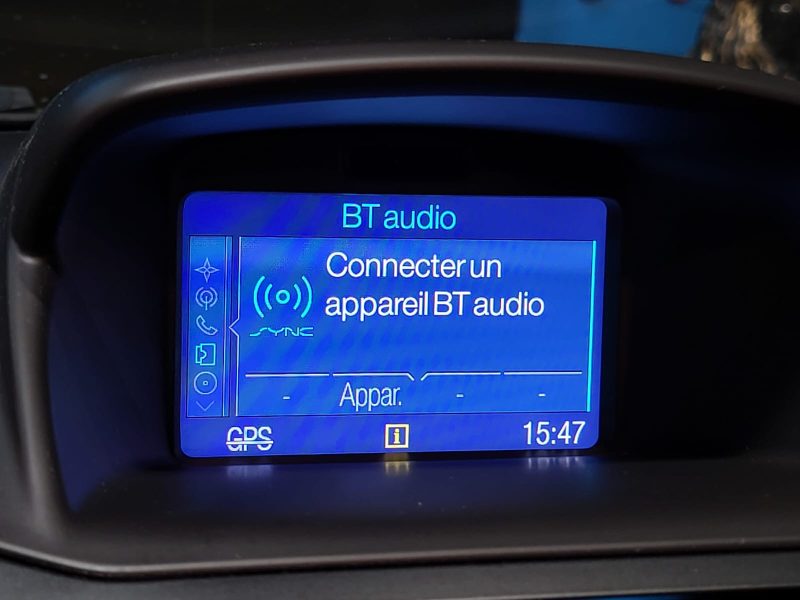 BT audio
Connecter un
appareil BT audio
SYNC
- Appar. - -
GPS i 15:47